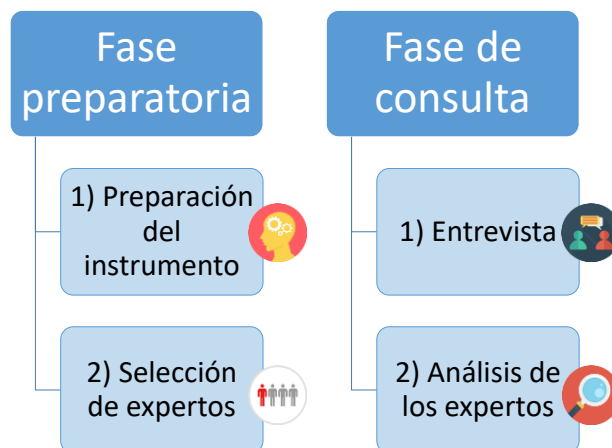 Fase
preparatoria
1) Preparación
del
instrumento
2) Selección
de expertos
Fase de
consulta
1) Entrevista
2) Análisis de
los expertos